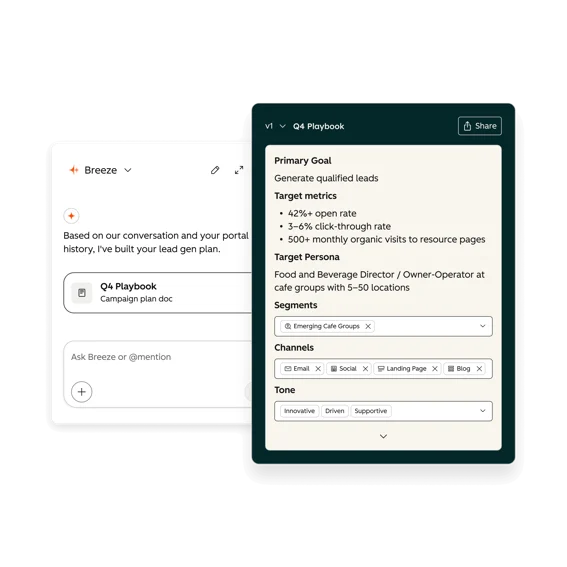 Breeze
Based on our conversation and your portal
history, I've built your lead gen plan.
Q4 Playbook
Campaign plan doc
Ask Breeze or @mention
v1 Q4 Playbook Share
Primary Goal
Generate qualified leads
Target metrics
• 42%+ open rate
• 3–6% click-through rate
• 500+ monthly organic visits to resource pages
Target Persona
Food and Beverage Director / Owner-Operator at
cafe groups with 5–50 locations
Segments
Emerging Cafe Groups
Channels
Email Social Landing Page Blog
Tone
Innovative Driven Supportive